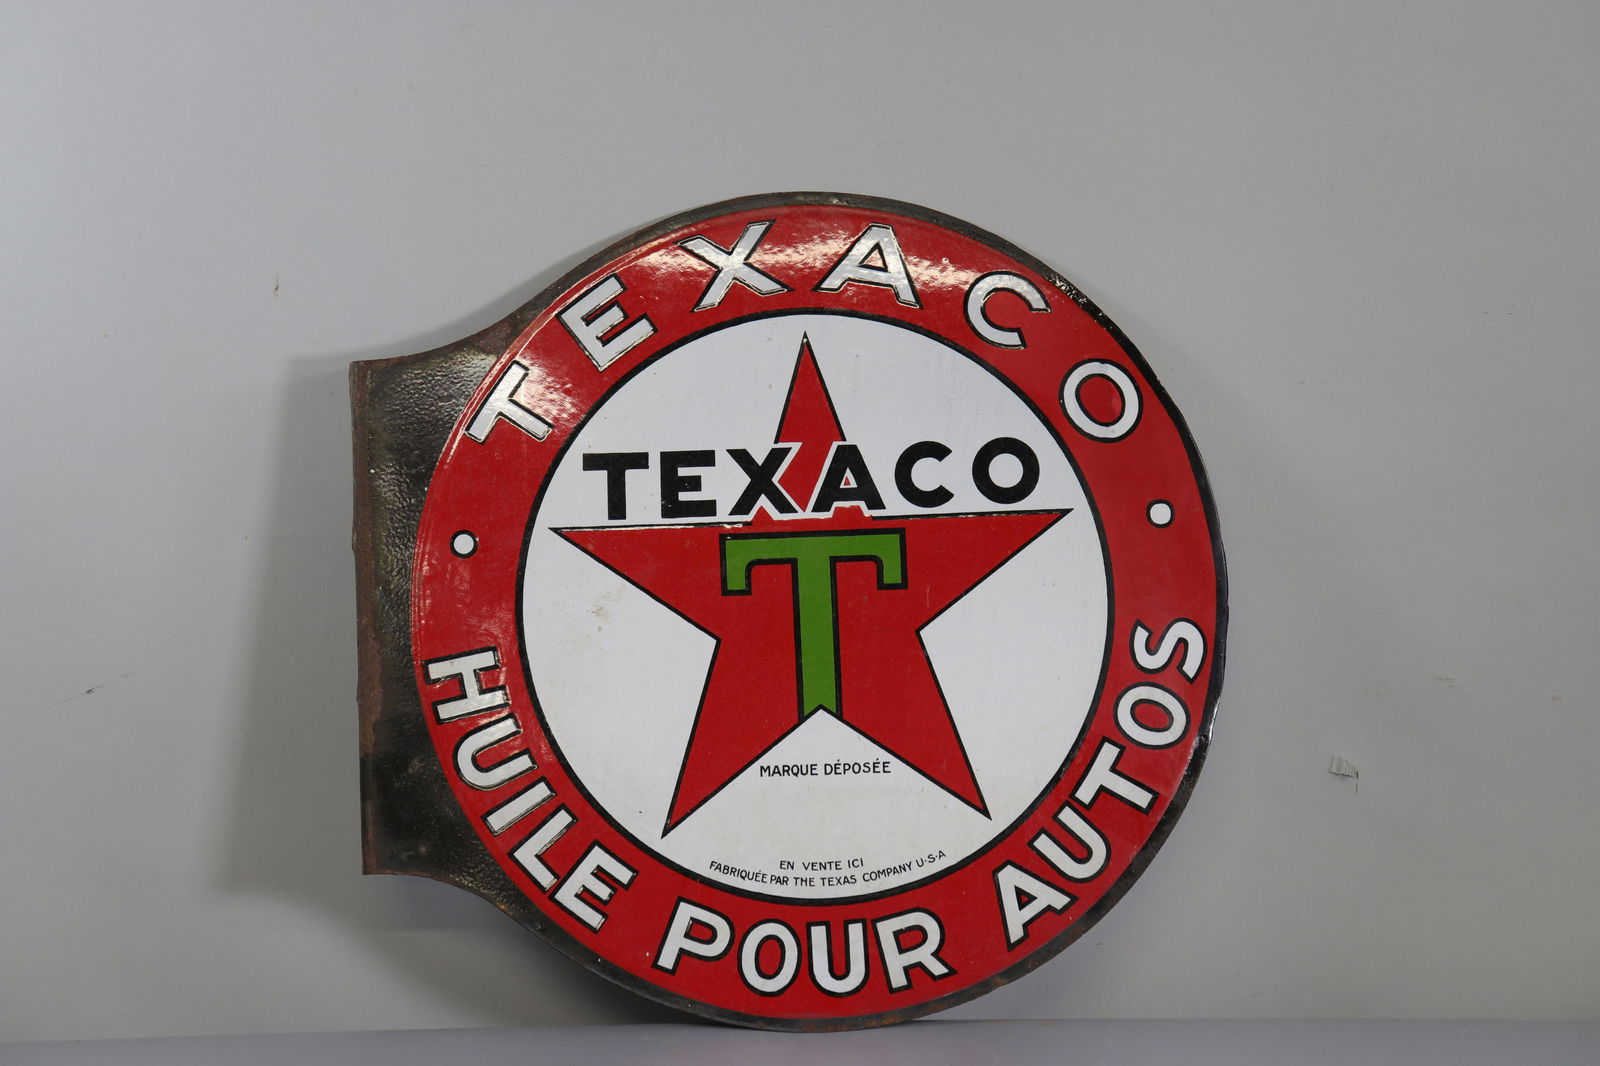 TEXACO
TEXACO
T
MARQUE DÉPOSÉE
EN VENTE ICI
FABRIQUÉE PAR THE TEXAS COMPANY U·S·A
HUILE POUR AUTOS